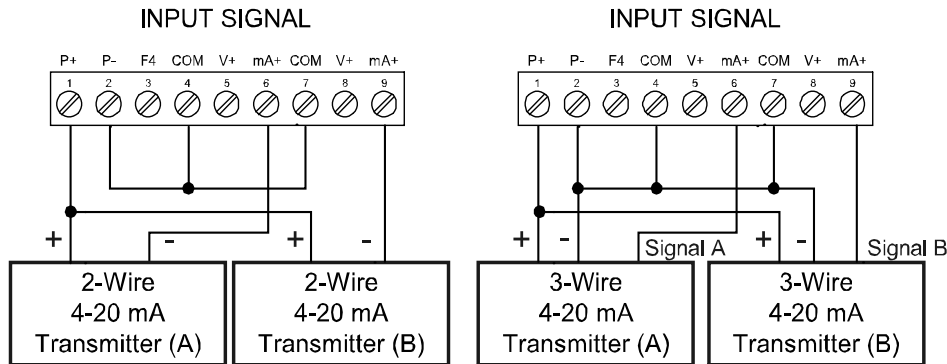 INPUT SIGNAL
P+ P- F4 COM V+ mA+ COM V+ mA+
1 2 3 4 5 6 7 8 9
+ - + -
2-Wire
4-20 mA
Transmitter (A)
2-Wire
4-20 mA
Transmitter (B)
INPUT SIGNAL
P+ P- F4 COM V+ mA+ COM V+ mA+
1 2 3 4 5 6 7 8 9
+ - Signal A + - Signal B
3-Wire
4-20 mA
Transmitter (A)
3-Wire
4-20 mA
Transmitter (B)